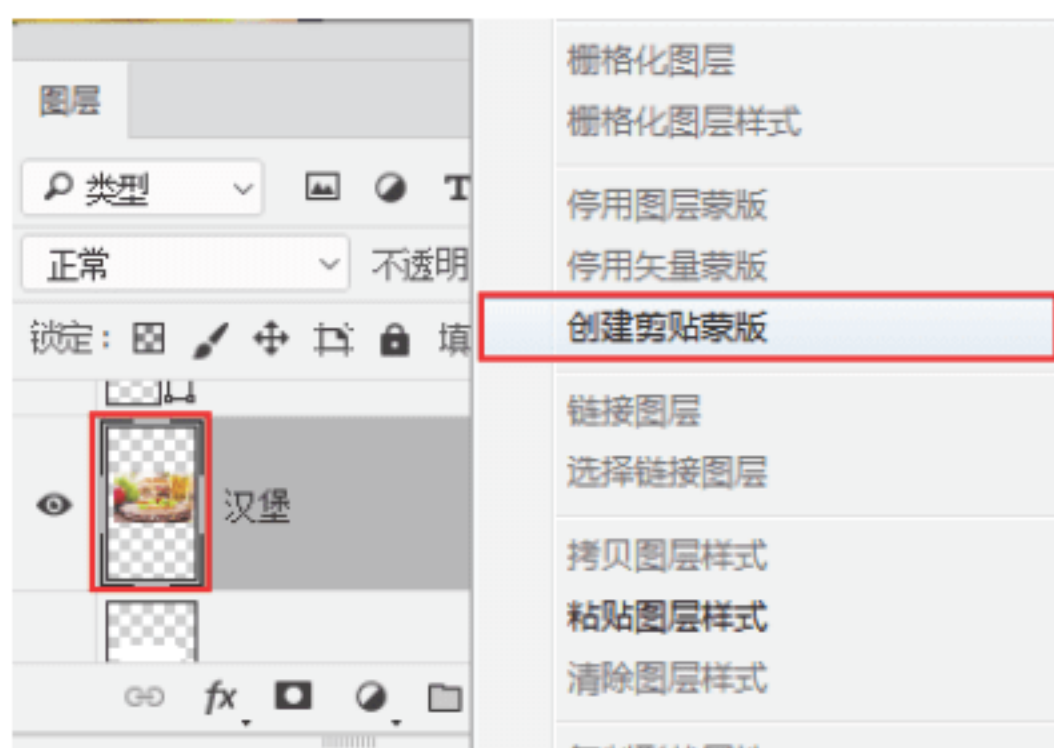 图层
类型
T
正常
不透明
锁定：
填
汉堡
fx
栅格化图层
栅格化图层样式
停用图层蒙版
停用矢量蒙版
创建剪贴蒙版
链接图层
选择链接图层
拷贝图层样式
粘贴图层样式
清除图层样式